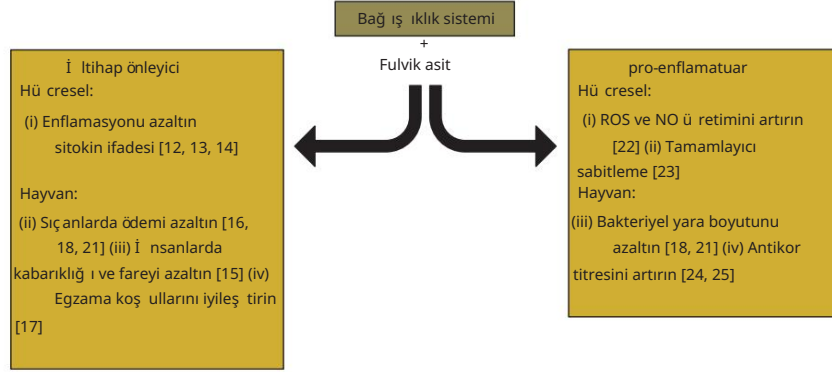 Bağ ış ıklık sistemi
+
Fulvik asit
İ ltihap önleyici
Hü cresel:
(i) Enflamasyonu azaltın
sitokin ifadesi [12, 13, 14]
Hayvan:
(ii) Sıç anlarda ödemi azaltın [16,
18, 21] (iii) İ nsanlarda
kabarıklığ ı ve fareyi azaltın [15] (iv)
Egzama koş ullarını iyileş tirin
[17]
pro-enflamatuar
Hü cresel:
(i) ROS ve NO ü retimini artırın
[22] (ii) Tamamlayıcı
sabitleme [23]
Hayvan:
(iii) Bakteriyel yara boyutunu
azaltın [18, 21] (iv) Antikor
titresini artırın [24, 25]